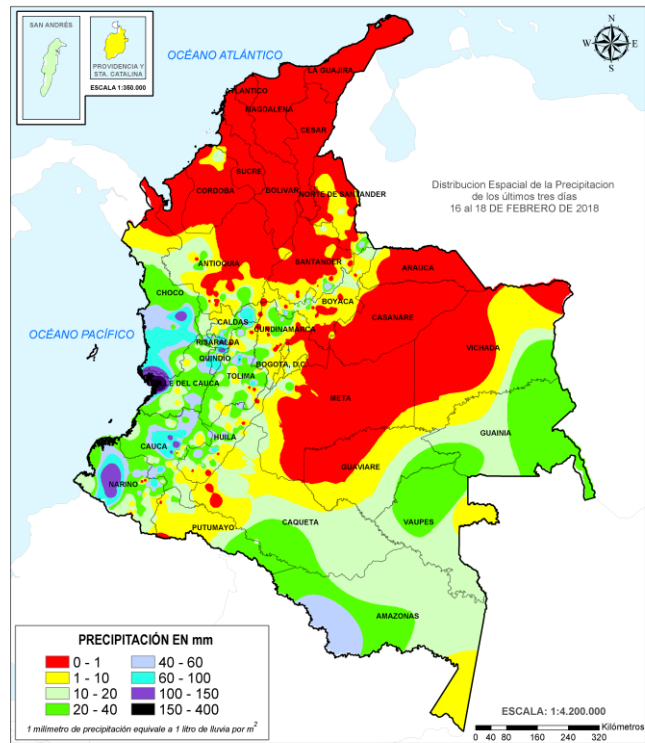 SAN ANDRÉS
PROVIDENCIA Y
STA. CATALINA
ESCALA 1:350.000
OCÉANO ATLÁNTICO
N
W E
S
LA GUAJIRA
ATLANTICO
MAGDALENA
CESAR
SUCRE
CORDOBA
BOLIVAR
NORTE DE SANTANDER
Distribucion Espacial de la Precipitacion
de los últimos tres días
16 al 18 DE FEBRERO DE 2018
ANTIOQUIA
SANTANDER
ARAUCA
CHOCO
BOYACA
CASANARE
OCÉANO PACÍFICO
CALDAS
CUNDINAMARCA
RISARALDA
VICHADA
QUINDIO
BOGOTA, D.C.
TOLIMA
VALLE DEL CAUCA
META
GUAINIA
CAUCA
HUILA
GUAVIARE
NARIÑO
CAQUETA
VAUPES
PUTUMAYO
AMAZONAS
PRECIPITACIÓN EN mm
0 - 1 40 - 60
1 - 10 60 - 100
10 - 20 100 - 150
20 - 40 150 - 400
1 milimetro de precipitación equivale a 1 litro de lluvia por m²
ESCALA: 1:4.200.000
0 40 80 160 240 320
Kilómetros